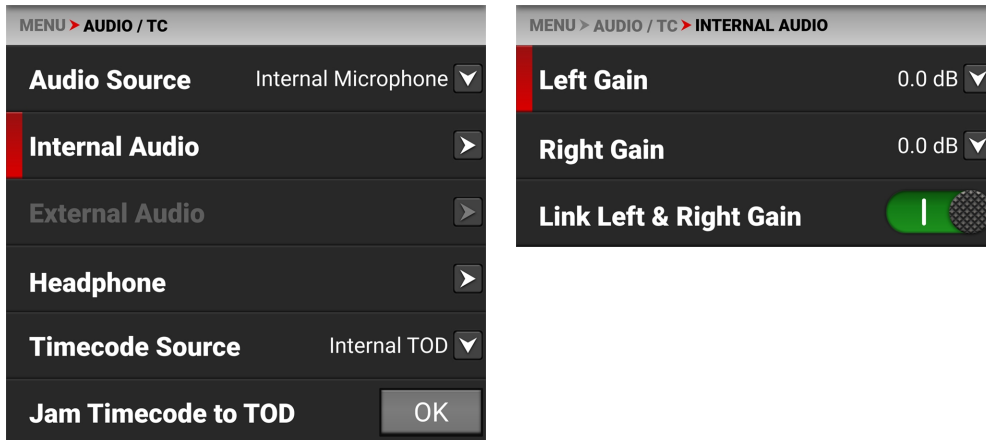 MENU > AUDIO / TC
Audio Source Internal Microphone
Internal Audio
External Audio
Headphone
Timecode Source Internal TOD
Jam Timecode to TOD OK
MENU > AUDIO / TC > INTERNAL AUDIO
Left Gain 0.0 dB
Right Gain 0.0 dB
Link Left & Right Gain